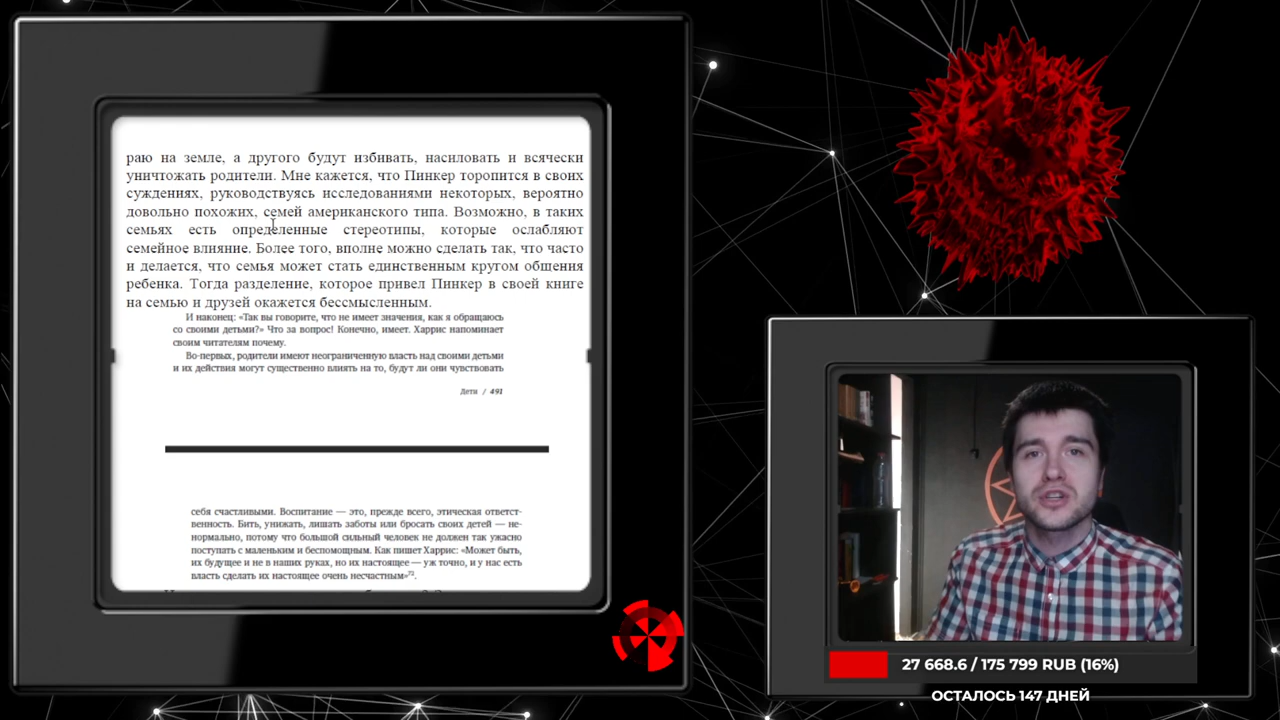 раю на земле, а другого будут избивать, насиловать и всячески
уничтожать родители. Мне кажется, что Пинкер торопится в своих
суждениях, руководствуясь исследованиями некоторых, вероятно
довольно похожих, семей американского типа. Возможно, в таких
семьях есть определенные стереотипы, которые ослабляют
семейное влияние. Более того, вполне можно сделать так, что часто
и делается, что семья может стать единственным кругом общения
ребенка. Тогда разделение, которое привел Пинкер в своей книге
на семью и друзей окажется бессмысленным.
И наконец: «Так вы говорите, что не имеет значения, как я обращаюсь
со своими детьми?» Что за вопрос! Конечно, имеет. Харрис напоминает
своим читателям почему.
Во-первых, родители имеют неограниченную власть над своими детьми
и их действия могут существенно влиять на то, будут ли они чувствовать
Дети / 491
себя счастливыми. Воспитание — это, прежде всего, этическая ответст-
венность. Бить, унижать, лишать заботы или бросать своих детей — не-
нормально, потому что большой сильный человек не должен так ужасно
поступать с маленьким и беспомощным. Как пишет Харрис: «Может быть,
их будущее и не в наших руках, но их настоящее — уж точно, и у нас есть
власть сделать их настоящее очень несчастным»⁷².
27 668.6 / 175 799 RUB (16%)
ОСТАЛОСЬ 147 ДНЕЙ